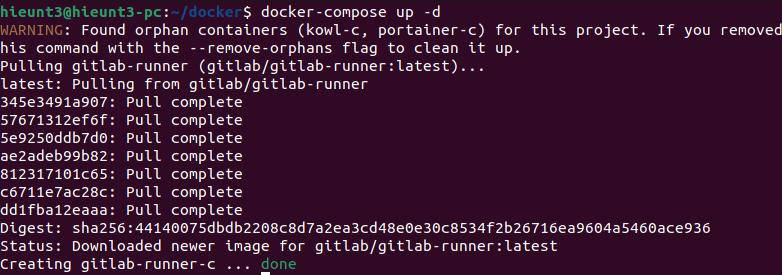 hieunt3@hieunt3-pc:~/docker$ docker-compose up -d
WARNING: Found orphan containers (kowl-c, portainer-c) for this project. If you removed
his command with the --remove-orphans flag to clean it up.
Pulling gitlab-runner (gitlab/gitlab-runner:latest)...
latest: Pulling from gitlab/gitlab-runner
345e3491a907: Pull complete
57671312ef6f: Pull complete
5e9250ddb7d0: Pull complete
ae2adeb99b82: Pull complete
812317101c65: Pull complete
c6711e7ac28c: Pull complete
dd1fba12eaaa: Pull complete
Digest: sha256:44140075dbdb2208c8d7a2ea3cd48e0e30c8534f2b26716ea9604a5460ace936
Status: Downloaded newer image for gitlab/gitlab-runner:latest
Creating gitlab-runner-c ... done